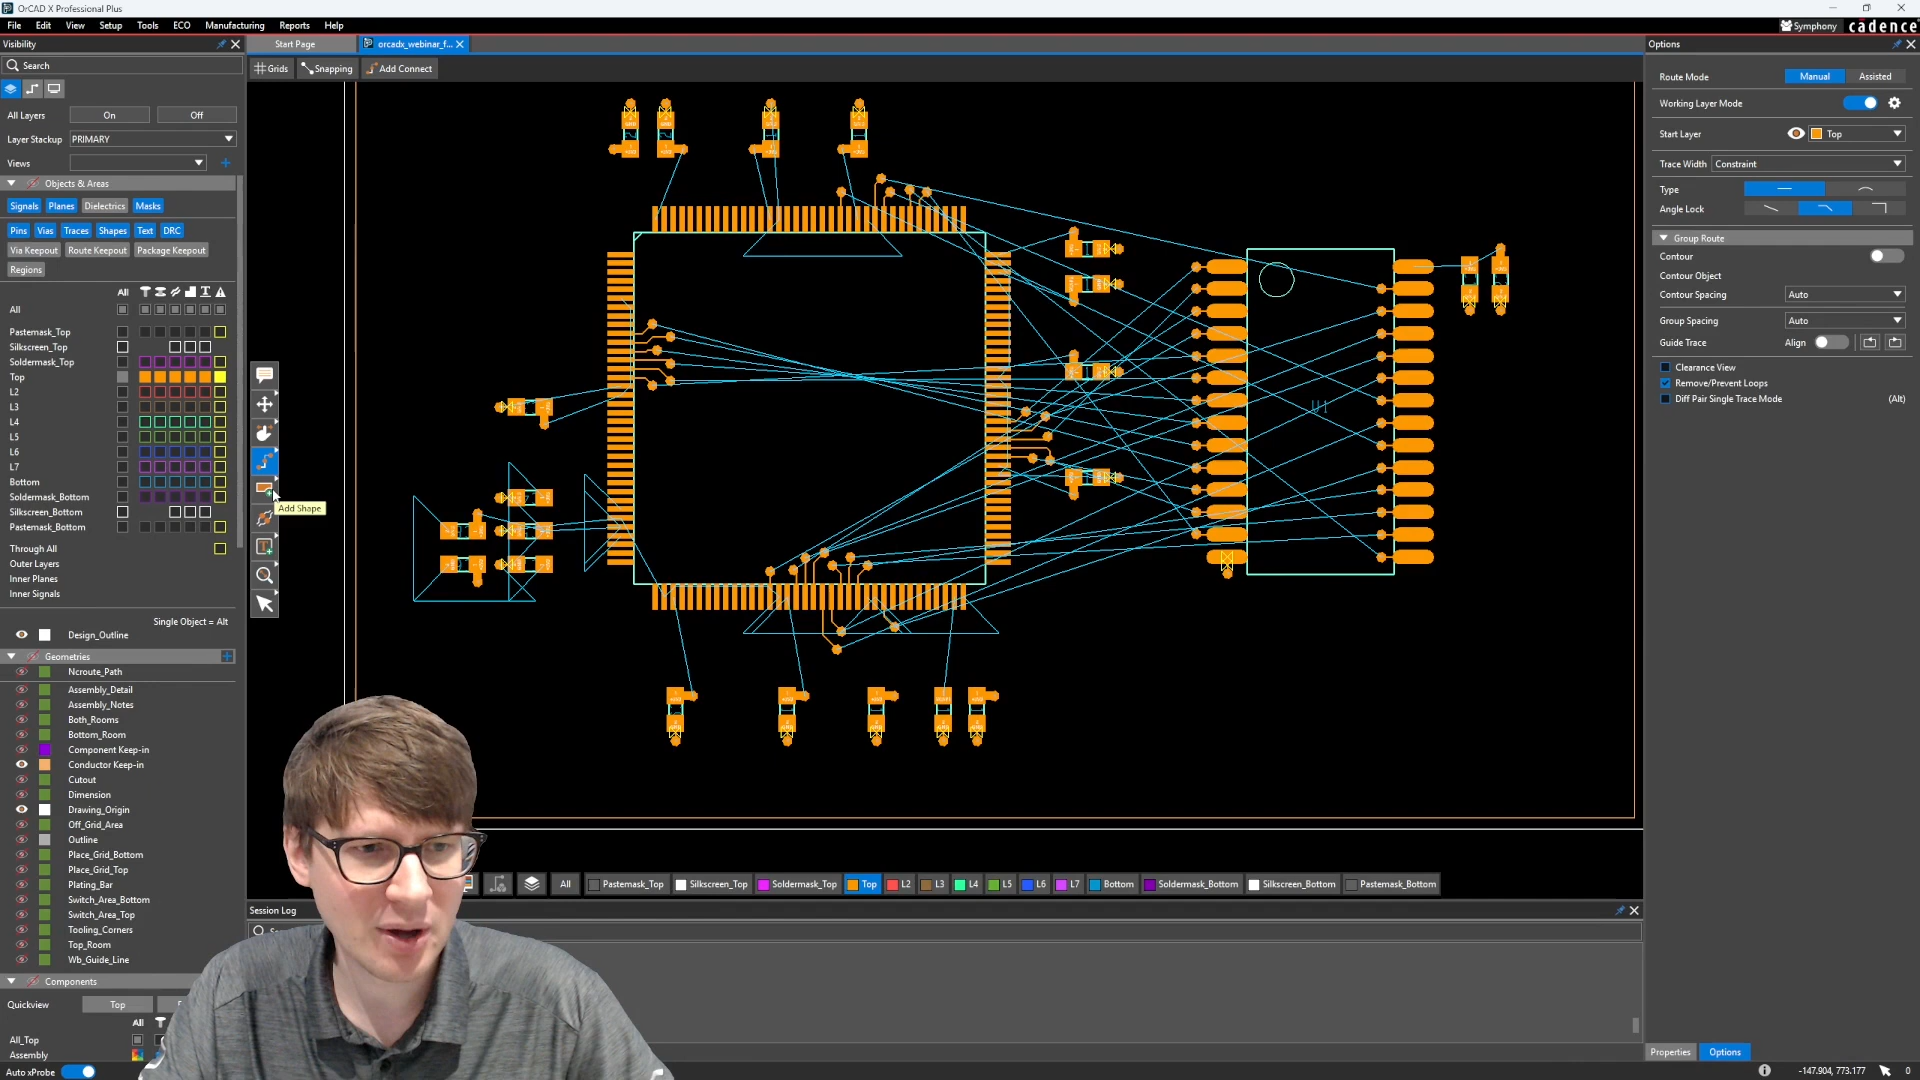 OrCAD X Professional Plus
File Edit View Setup Tools ECO Manufacturing Reports Help
Symphony cādence
Visibility
Start Page
orcadx_webinar_f...
Options
Search
Grids Snapping Add Connect
All Layers On Off
Layer Stackup PRIMARY
Views
Objects & Areas
Signals Planes Dielectrics Masks
Pins Vias Traces Shapes Text DRC
Via Keepout Route Keepout Package Keepout
Regions
All
All
Pastemask_Top
Silkscreen_Top
Soldermask_Top
Top
L2
L3
L4
L5
L6
L7
Bottom
Soldermask_Bottom
Silkscreen_Bottom
Pastemask_Bottom
Through All
Outer Layers
Inner Planes
Inner Signals
Single Object = Alt
Design_Outline
Geometries
Ncroute_Path
Assembly_Detail
Assembly_Notes
Both_Rooms
Bottom_Room
Component Keep-in
Conductor Keep-in
Cutout
Dimension
Drawing_Origin
Off_Grid_Area
Outline
Place_Grid_Bottom
Place_Grid_Top
Plating_Bar
Switch_Area_Bottom
Switch_Area_Top
Tooling_Corners
Top_Room
Wb_Guide_Line
Components
Quickview Top
All
All_Top
Assembly
Auto xProbe
Add Shape
U1
All Pastemask_Top Silkscreen_Top Soldermask_Top Top L2 L3 L4 L5 L6 L7 Bottom Soldermask_Bottom Silkscreen_Bottom Pastemask_Bottom
Session Log
Route Mode Manual Assisted
Working Layer Mode
Start Layer Top
Trace Width Constraint
Type
Angle Lock
Group Route
Contour
Contour Object
Contour Spacing Auto
Group Spacing Auto
Guide Trace Align
Clearance View
Remove/Prevent Loops
Diff Pair Single Trace Mode (Alt)
Properties Options
-147.904, 773.177 0